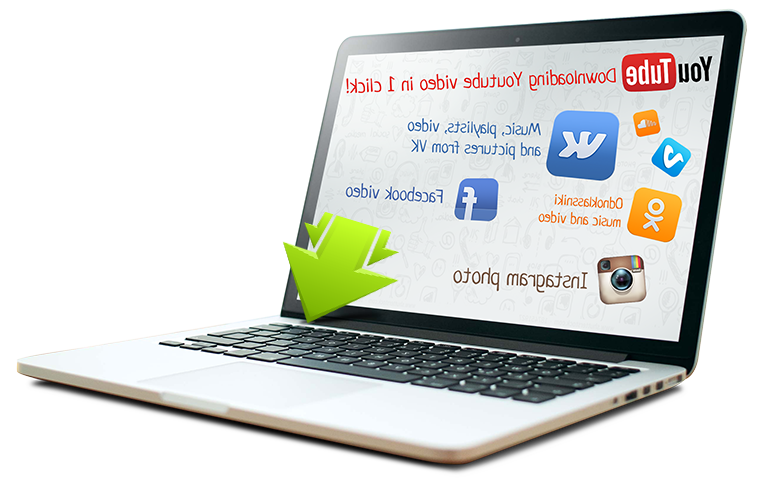 YouTube Downloading Youtube video in 1 click!
Music, playlists, video
and pictures from VK
Facebook video
Odnoklassniki
music and video
Instagram photo